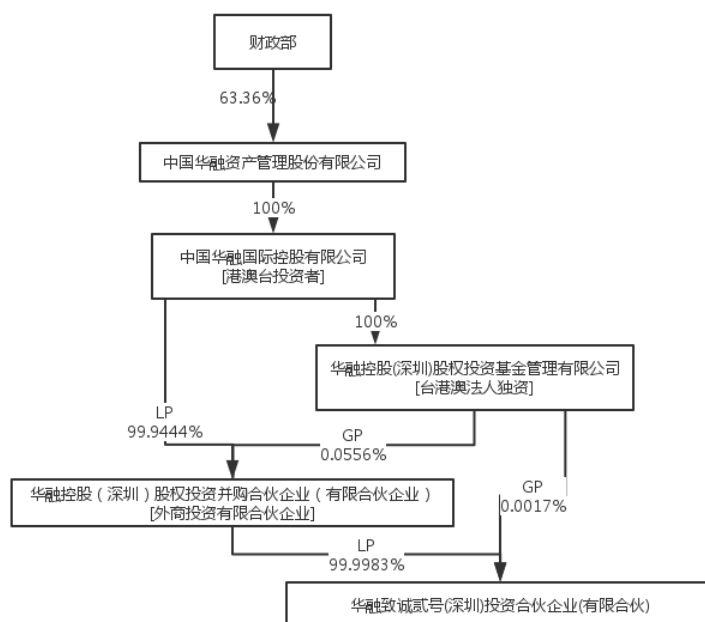 财政部
63.36%
中国华融资产管理股份有限公司
100%
中国华融国际控股有限公司
[港澳台投资者]
100%
华融控股(深圳)股权投资基金管理有限公司
[台港澳法人独资]
LP
99.9444%
GP
0.0556%
华融控股（深圳）股权投资并购合伙企业（有限合伙企业）
[外商投资有限合伙企业]
GP
0.0017%
LP
99.9983%
华融致诚贰号(深圳)投资合伙企业(有限合伙)